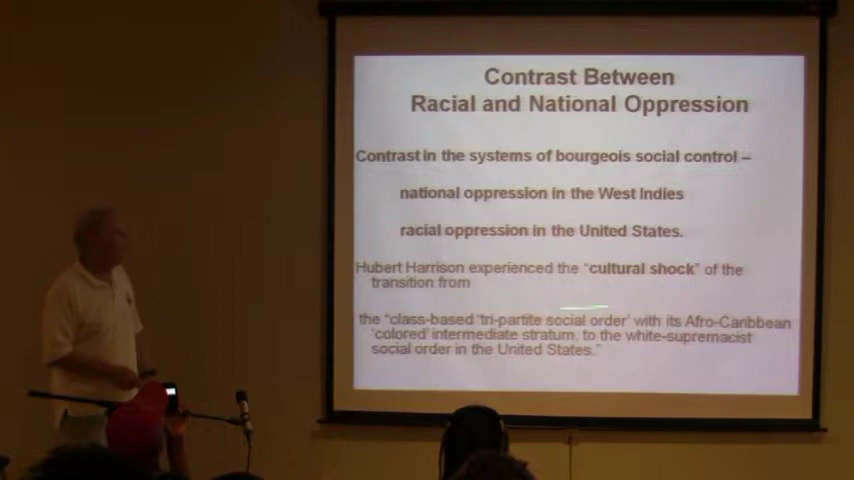 Contrast Between
Racial and National Oppression
Contrast in the systems of bourgeois social control –
national oppression in the West Indies
racial oppression in the United States.
Hubert Harrison experienced the “cultural shock” of the
transition from
the “class-based ‘tri-partite social order’ with its Afro-Caribbean
‘colored’ intermediate stratum, to the white-supremacist
social order in the United States.”